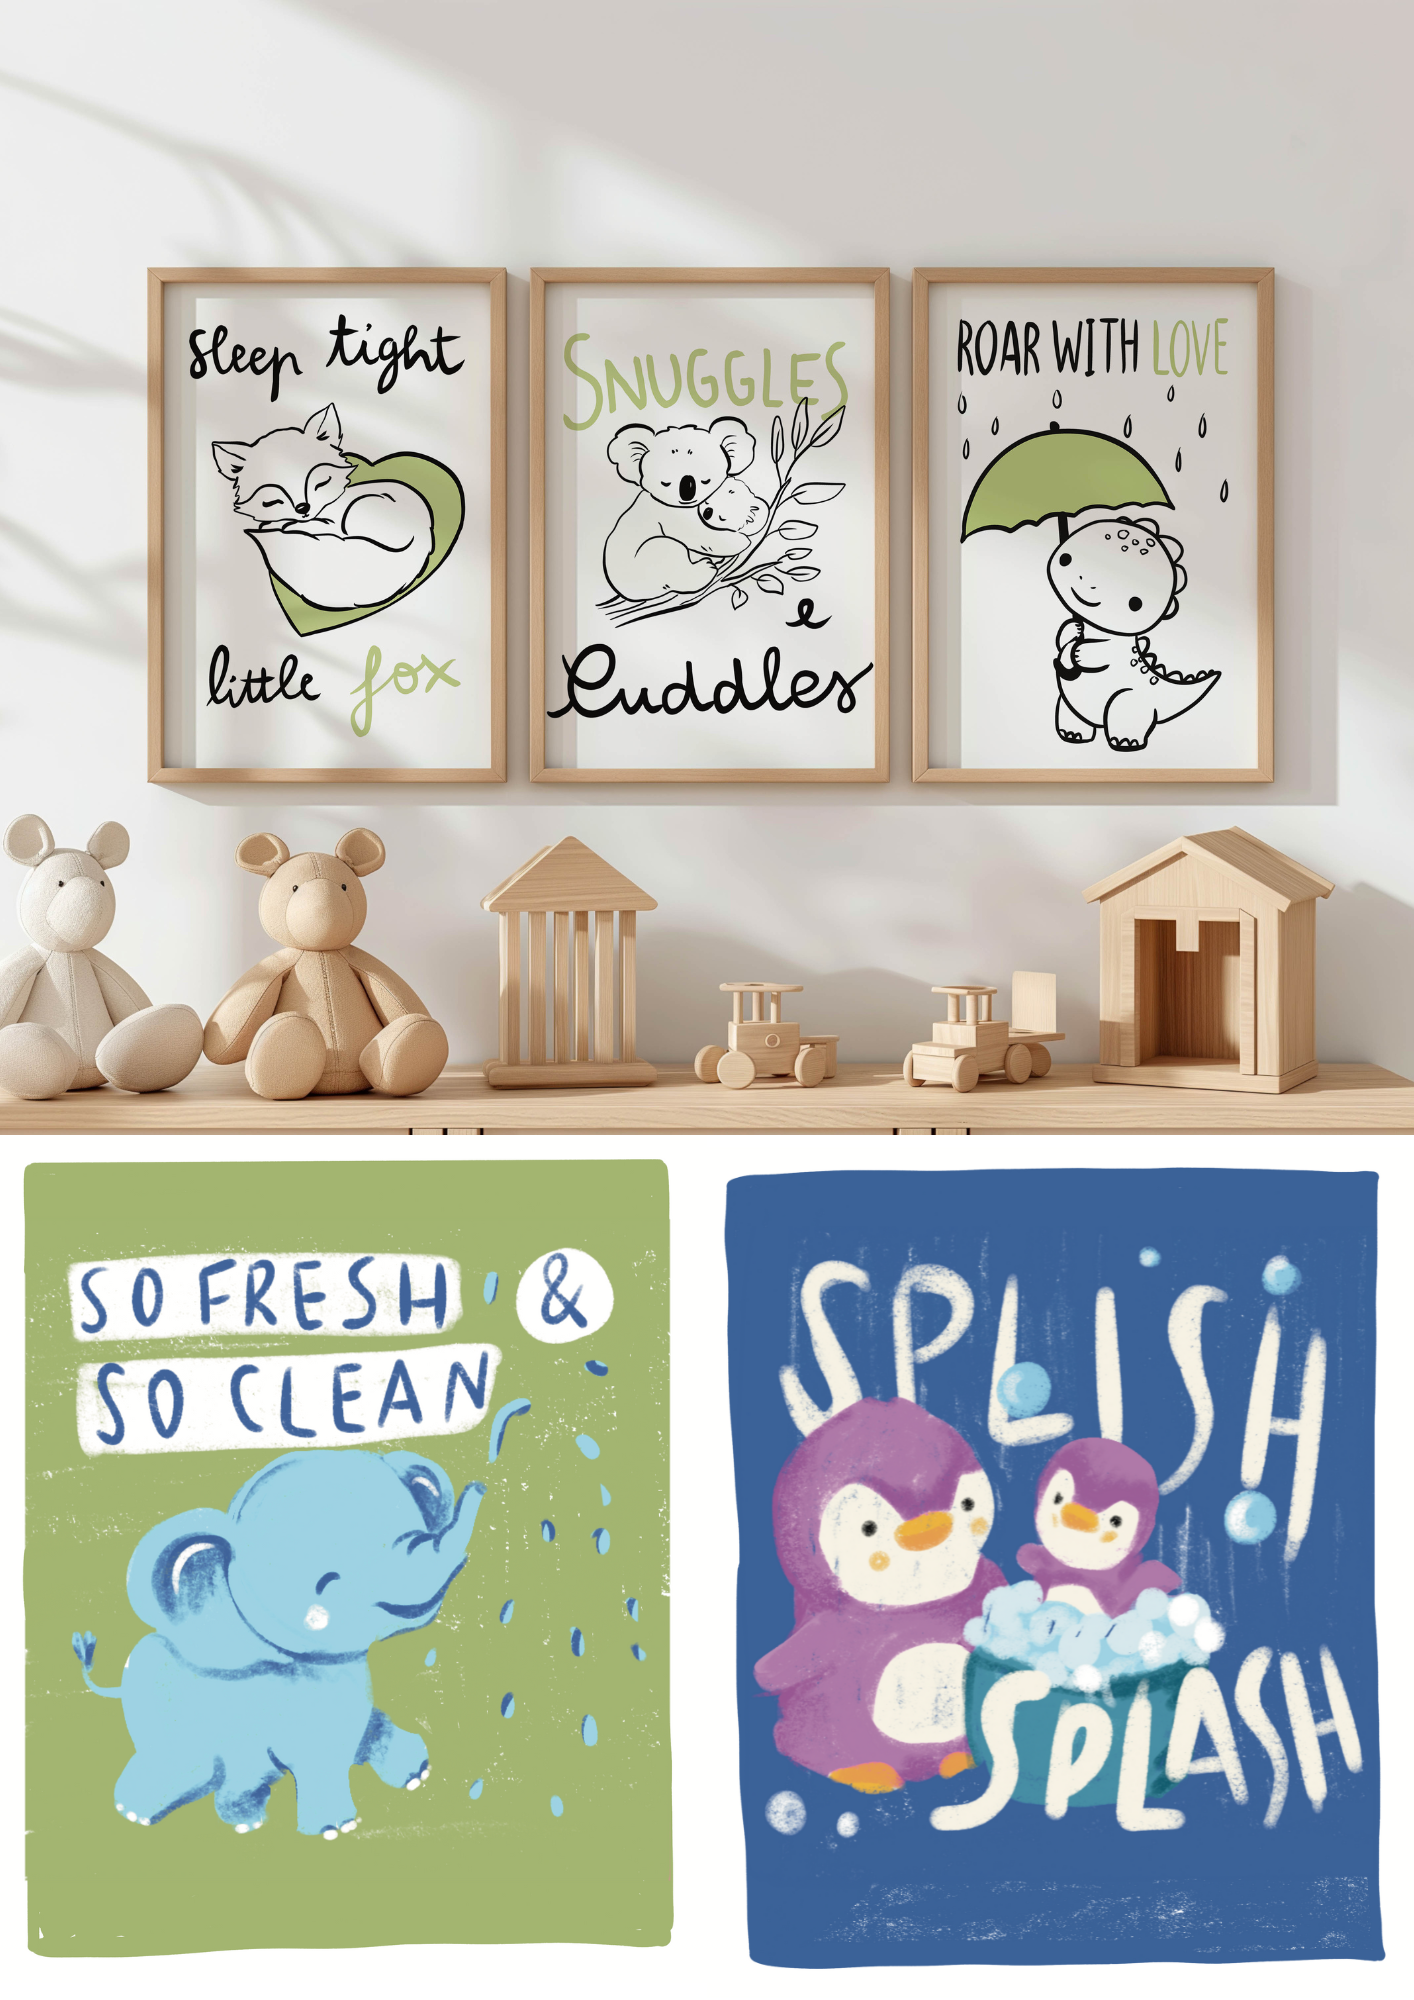 sleep tight
little fox
SNUGGLES
e
Cuddles
ROAR WITH LOVE
SO FRESH &
SO CLEAN
SPLISH
SPLASH